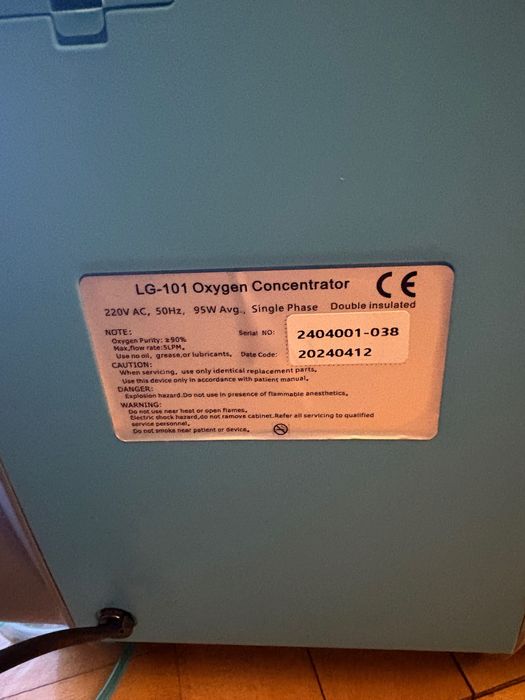 LG-101 Oxygen Concentrator CE
220V AC, 50Hz, 95W Avg., Single Phase Double insulated
NOTE:
Oxygen Purity: ≥90%
Max,flow rate:5LPM,
Use no oil, grease,or lubricants,
Serial NO: 2404001-038
Date Code: 20240412
CAUTION:
When servicing, use only identical replacement parts,
Use this device only in accordance with patient manual,
DANGER:
Explosion hazard.Do not use in presence of flammable anesthetics,
WARNING:
Do not use near heat or open flames,
Electric shock hazard,do not ramove cabinet.Refer all servicing to qualified
service personnel,
Do not smoke near patient or device,